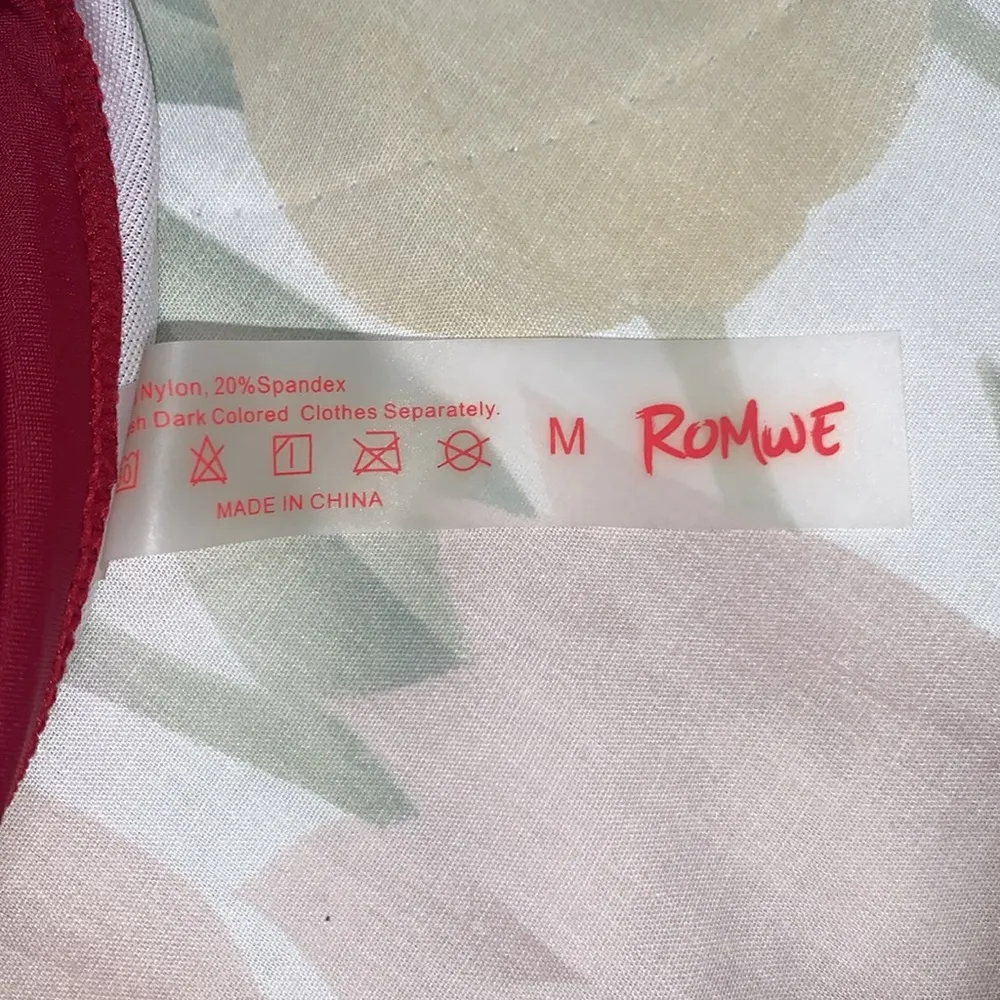 Nylon, 20%Spandex
Dark Colored Clothes Separately.
MADE IN CHINA
M
ROMWE